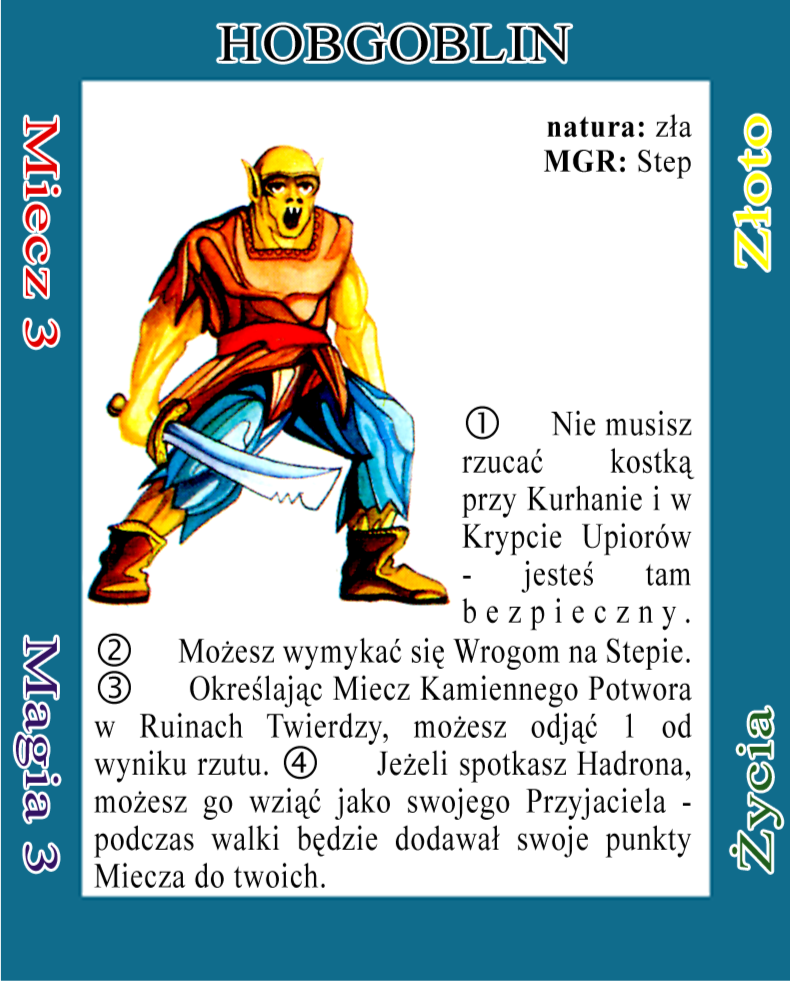 HOBGOBLIN
Miecz 3
Magia 3
Złoto
Życia
natura: zła
MGR: Step
① Nie musisz
rzucać kostką
przy Kurhanie i w
Krypcie Upiorów
- jesteś tam
bezpieczny.
② Możesz wymykać się Wrogom na Stepie.
③ Określając Miecz Kamiennego Potwora
w Ruinach Twierdzy, możesz odjąć 1 od
wyniku rzutu. ④ Jeżeli spotkasz Hadrona,
możesz go wziąć jako swojego Przyjaciela -
podczas walki będzie dodawał swoje punkty
Miecza do twoich.